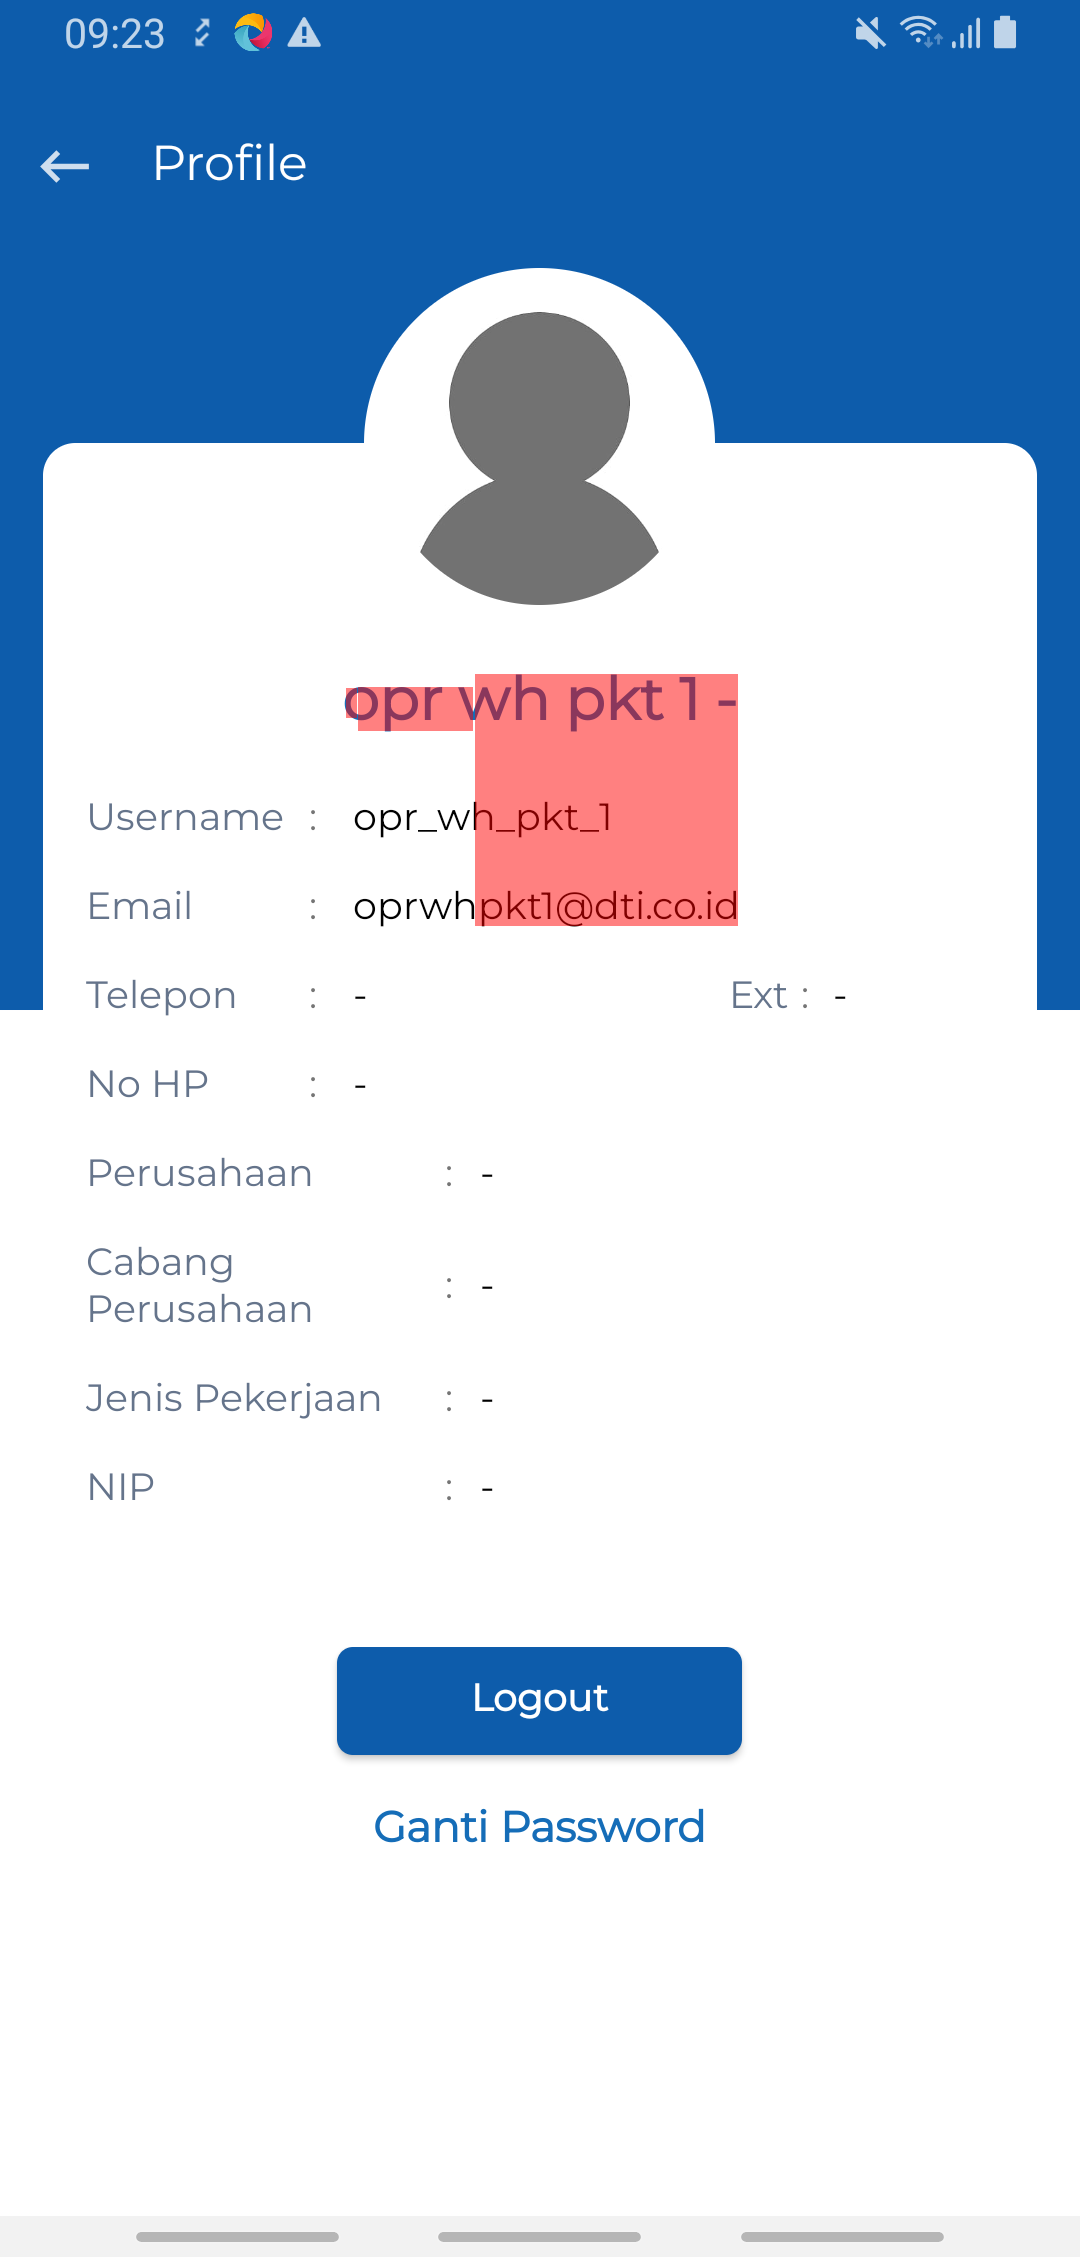 09:23
Profile
opr wh pkt 1 -
Username : opr_wh_pkt_1
Email : oprwhpkt1@dti.co.id
Telepon : - Ext : -
No HP : -
Perusahaan : -
Cabang
Perusahaan : -
Jenis Pekerjaan : -
NIP : -
Logout
Ganti Password